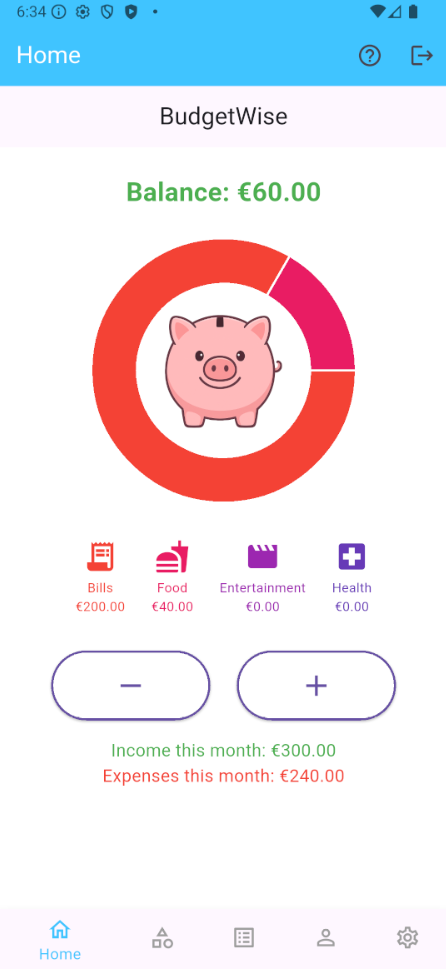 6:34
Home
BudgetWise
Balance: €60.00
Bills Food Entertainment Health
€200.00 €40.00 €0.00 €0.00
Income this month: €300.00
Expenses this month: €240.00
Home